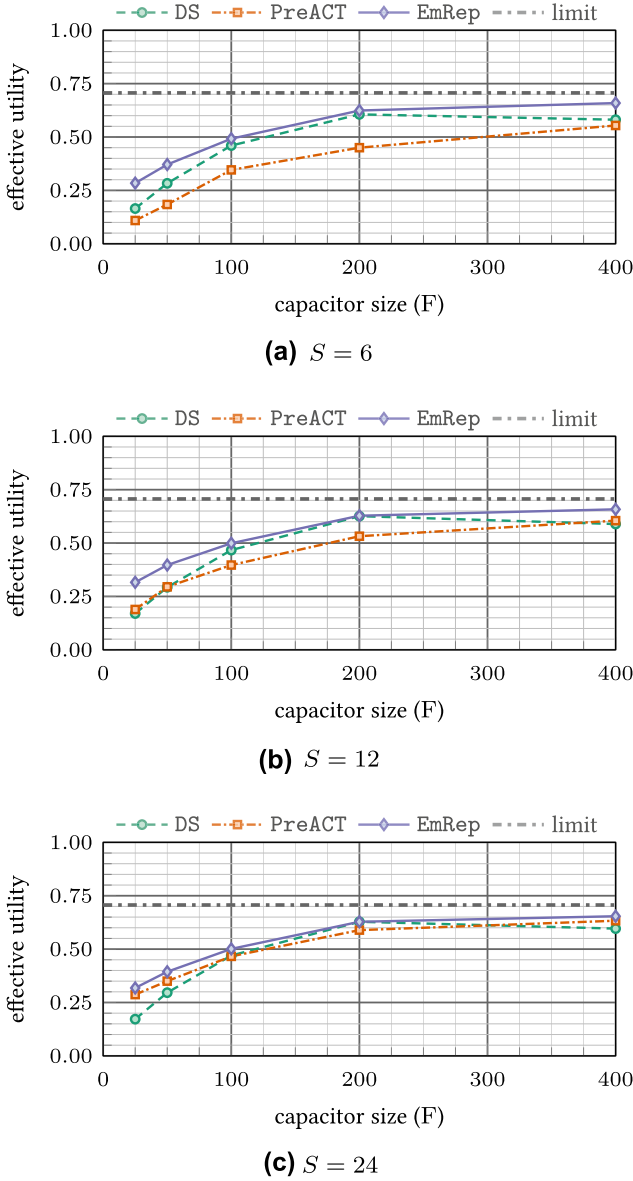 DS PreACT EmRep limit
1.00
0.75
0.50
0.25
0.00
effective utility
0 100 200 300 400
capacitor size (F)
(a) S = 6
DS PreACT EmRep limit
1.00
0.75
0.50
0.25
0.00
effective utility
0 100 200 300 400
capacitor size (F)
(b) S = 12
DS PreACT EmRep limit
1.00
0.75
0.50
0.25
0.00
effective utility
0 100 200 300 400
capacitor size (F)
(c) S = 24